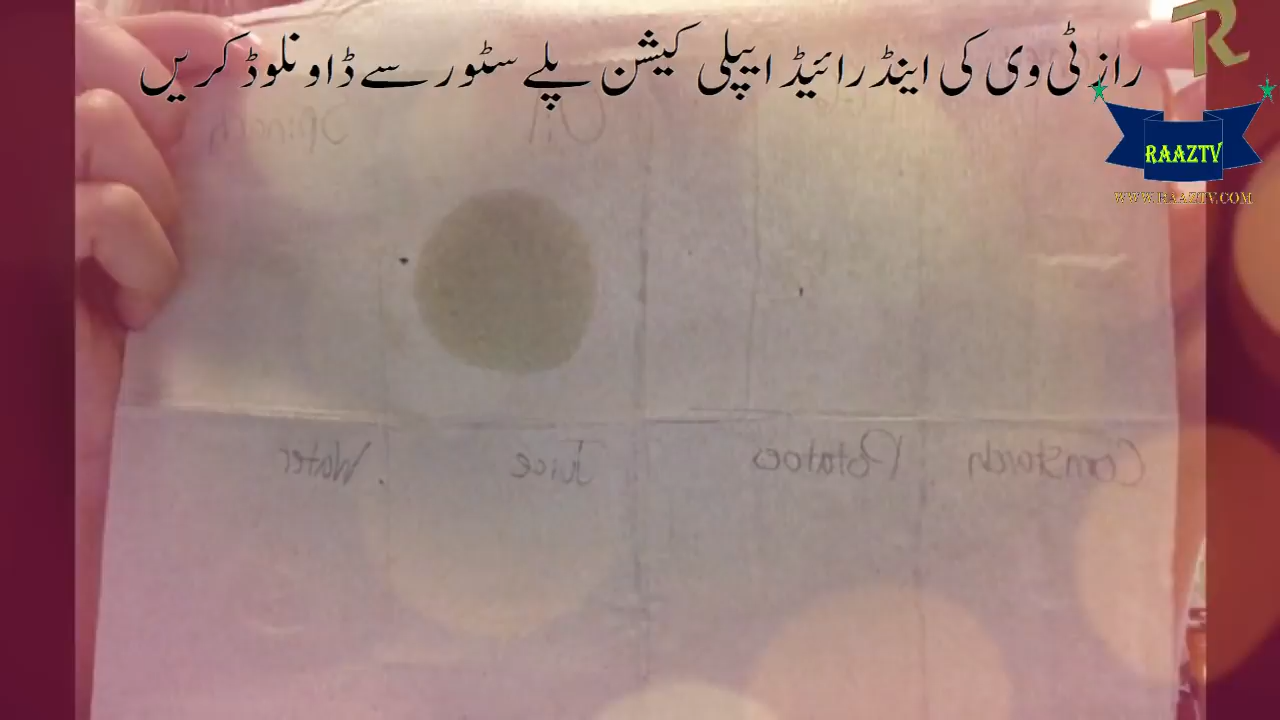 راز ٹی وی کی اینڈرائیڈ ایپلی کیشن پلے سٹور سے ڈاونلوڈ کریں
R
RAAZTV
WWW.RAAZTV.COM
Oil Spinach
Cornstarch Potatoes Juice Water